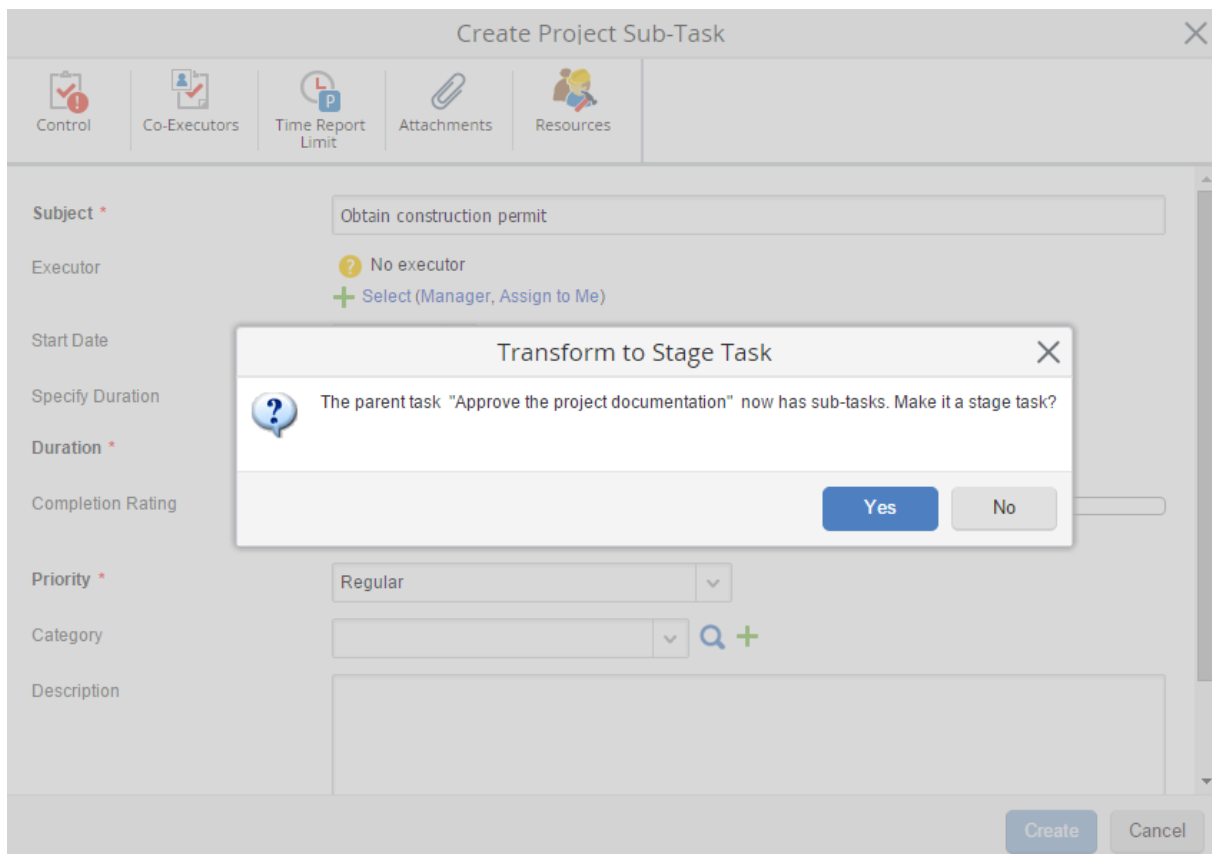 Create Project Sub-Task
Control
Co-Executors
Time Report
Limit
Attachments
Resources
Subject *
Obtain construction permit
Executor
No executor
Select (Manager, Assign to Me)
Start Date
Transform to Stage Task
Specify Duration
The parent task "Approve the project documentation" now has sub-tasks. Make it a stage task?
Duration *
Completion Rating
Yes
No
Priority *
Regular
Category
Description
Create
Cancel